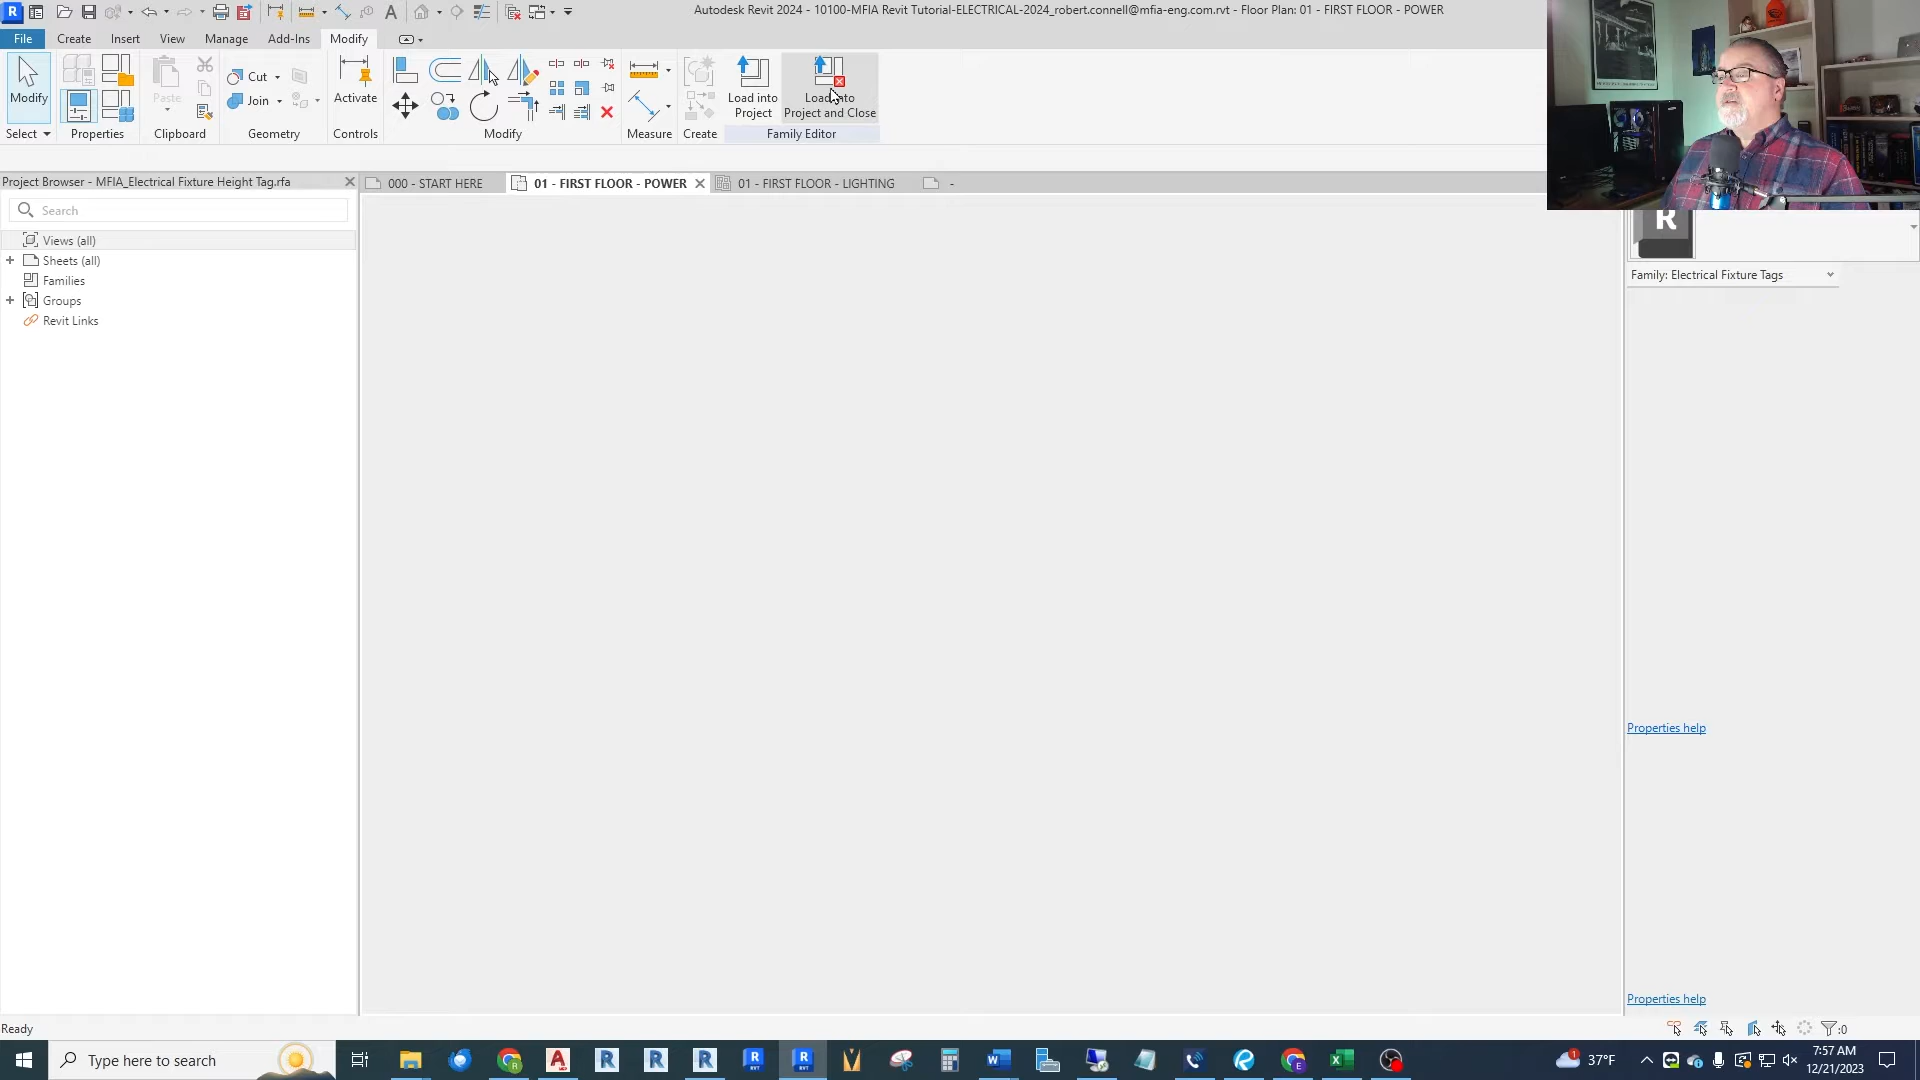 Autodesk Revit 2024 - 10100-MFIA Revit Tutorial-ELECTRICAL-2024_robert.connell@mfia-eng.com.rvt - Floor Plan: 01 - FIRST FLOOR - POWER
File Create Insert View Manage Add-Ins Modify
Modify
Paste
Cut
Join
Activate
Load into Project
Load into Project and Close
Select Properties Clipboard Geometry Controls Modify Measure Create Family Editor
Project Browser - MFIA_Electrical Fixture Height Tag.rfa
000 - START HERE
01 - FIRST FLOOR - POWER
01 - FIRST FLOOR - LIGHTING
-
Search
Views (all)
Sheets (all)
Families
Groups
Revit Links
R
Family: Electrical Fixture Tags
Properties help
Properties help
Ready
:0
Type here to search
37°F
7:57 AM
12/21/2023